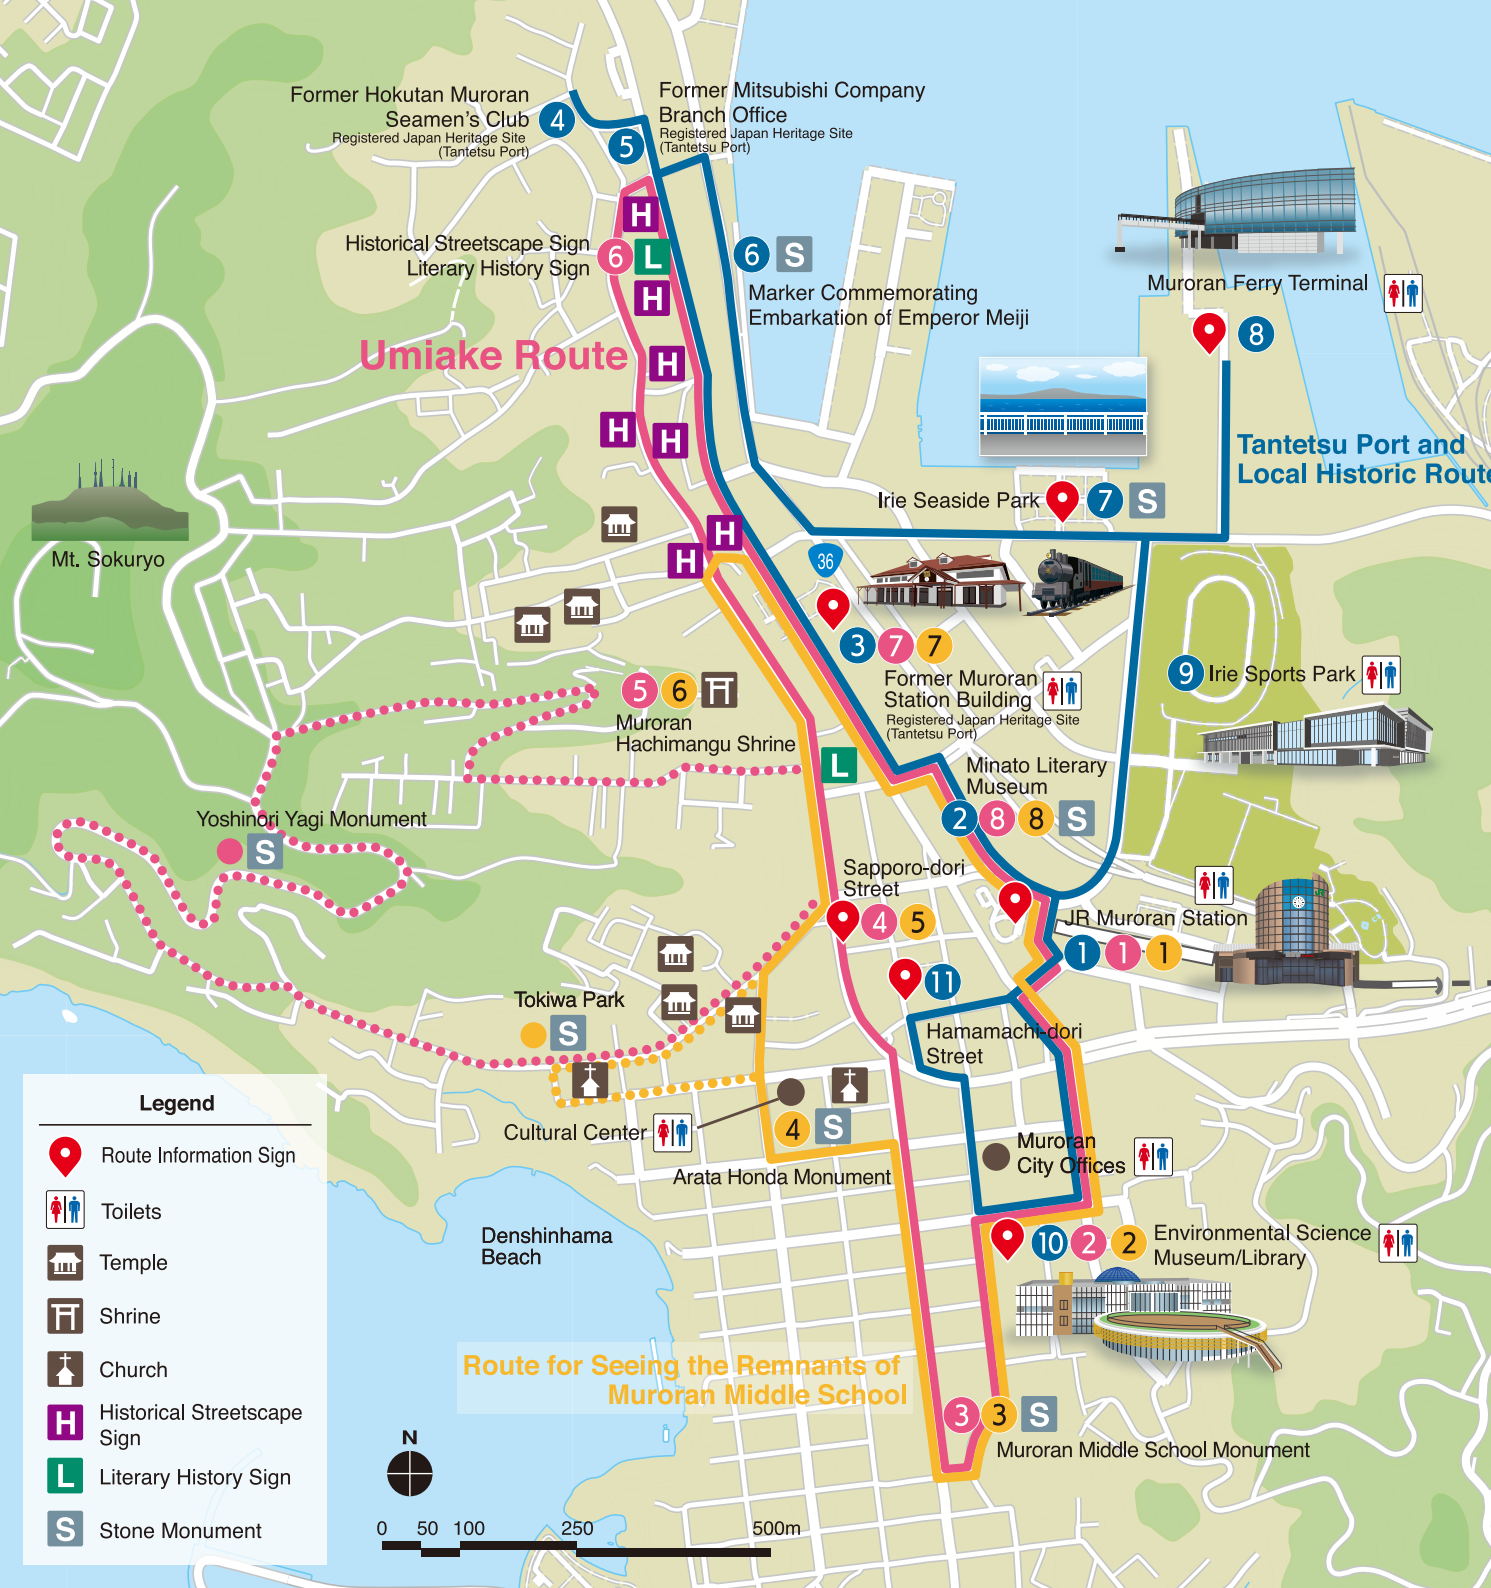 Former Hokutan Muroran
Seamen's Club
Registered Japan Heritage Site
(Tantetsu Port)
4
5
Former Mitsubishi Company
Branch Office
Registered Japan Heritage Site
(Tantetsu Port)
H
Historical Streetscape Sign
Literary History Sign
6
L
H
6
S
Marker Commemorating
Embarkation of Emperor Meiji
Muroran Ferry Terminal
8
Umiake Route
H
H
H
Tantetsu Port and
Local Historic Route
Irie Seaside Park
7
S
Mt. Sokuryo
H
H
36
3
7
7
Former Muroran
Station Building
Registered Japan Heritage Site
(Tantetsu Port)
9
Irie Sports Park
5
6
Muroran
Hachimangu Shrine
L
Minato Literary
Museum
2
8
8
S
Yoshinori Yagi Monument
S
Sapporo-dori
Street
4
5
JR Muroran Station
1
1
1
11
Tokiwa Park
S
Hamamachi-dori
Street
Cultural Center
4
S
Arata Honda Monument
Muroran
City Offices
Denshinhama
Beach
10
2
2
Environmental Science
Museum/Library
Route for Seeing the Remnants of
Muroran Middle School
3
3
S
Muroran Middle School Monument
Legend
Route Information Sign
Toilets
Temple
Shrine
Church
H
Historical Streetscape
Sign
L
Literary History Sign
S
Stone Monument
N
0 50 100 250 500m